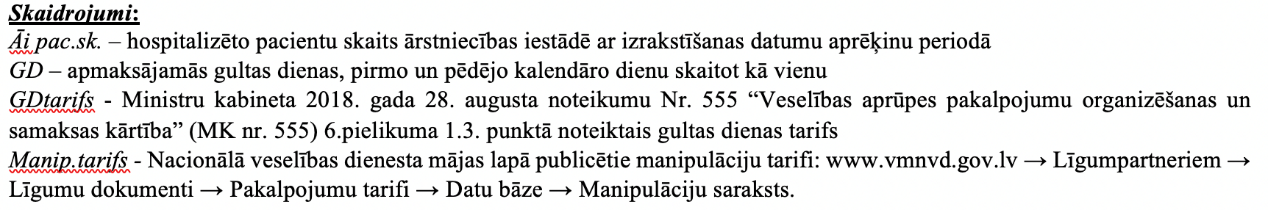 Skaidrojumi:
Āi pac.sk. – hospitalizēto pacientu skaits ārstniecības iestādē ar izrakstīšanas datumu aprēķinu periodā
GD – apmaksājamās gultas dienas, pirmo un pēdējo kalendāro dienu skaitot kā vienu
GDtarifs - Ministru kabineta 2018. gada 28. augusta noteikumu Nr. 555 “Veselības aprūpes pakalpojumu organizēšanas un
samaksas kārtība” (MK nr. 555) 6.pielikuma 1.3. punktā noteiktais gultas dienas tarifs
Manip.tarifs - Nacionālā veselības dienesta mājas lapā publicētie manipulāciju tarifi: www.vmnvd.gov.lv → Līgumpartneriem →
Līgumu dokumenti → Pakalpojumu tarifi → Datu bāze → Manipulāciju saraksts.